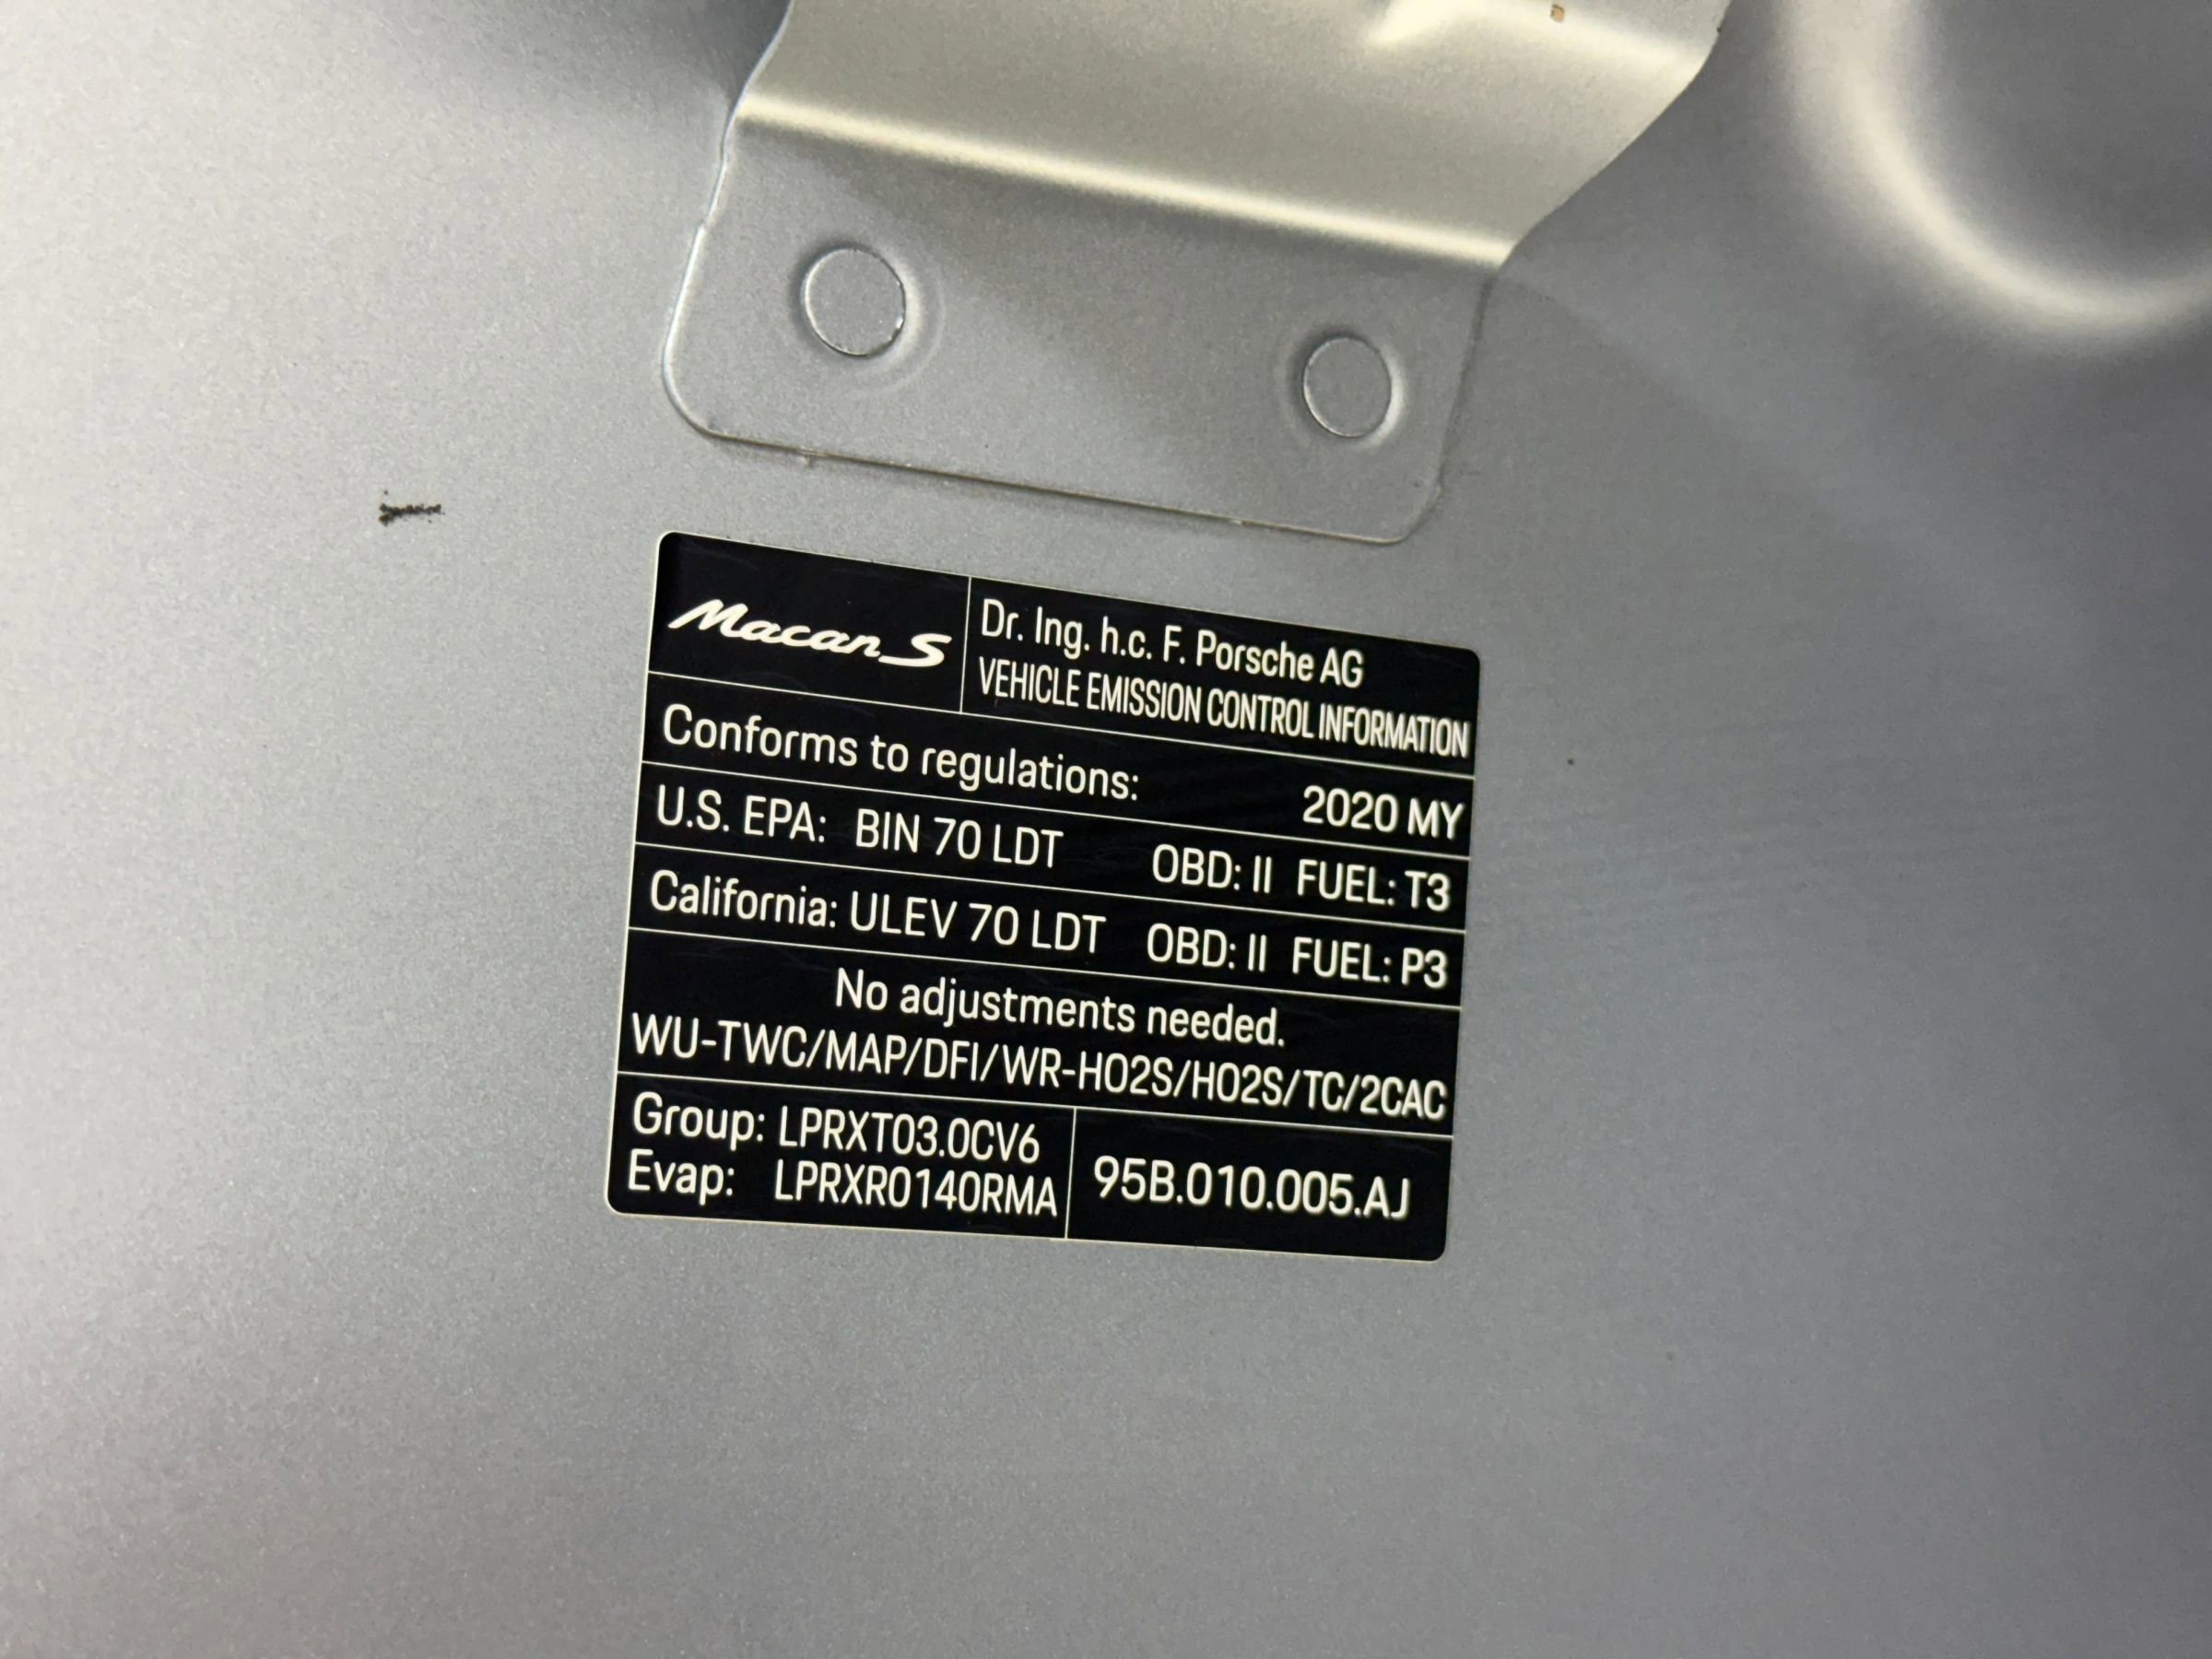 Macan S
Dr. Ing. h.c. F. Porsche AG
VEHICLE EMISSION CONTROL INFORMATION
Conforms to regulations: 2020 MY
U.S. EPA: BIN 70 LDT OBD: II FUEL: T3
California: ULEV 70 LDT OBD: II FUEL: P3
No adjustments needed.
WU-TWC/MAP/DFI/WR-HO2S/HO2S/TC/2CAC
Group: LPRXT03.0CV6
Evap: LPRXR0140RMA
95B.010.005.AJ